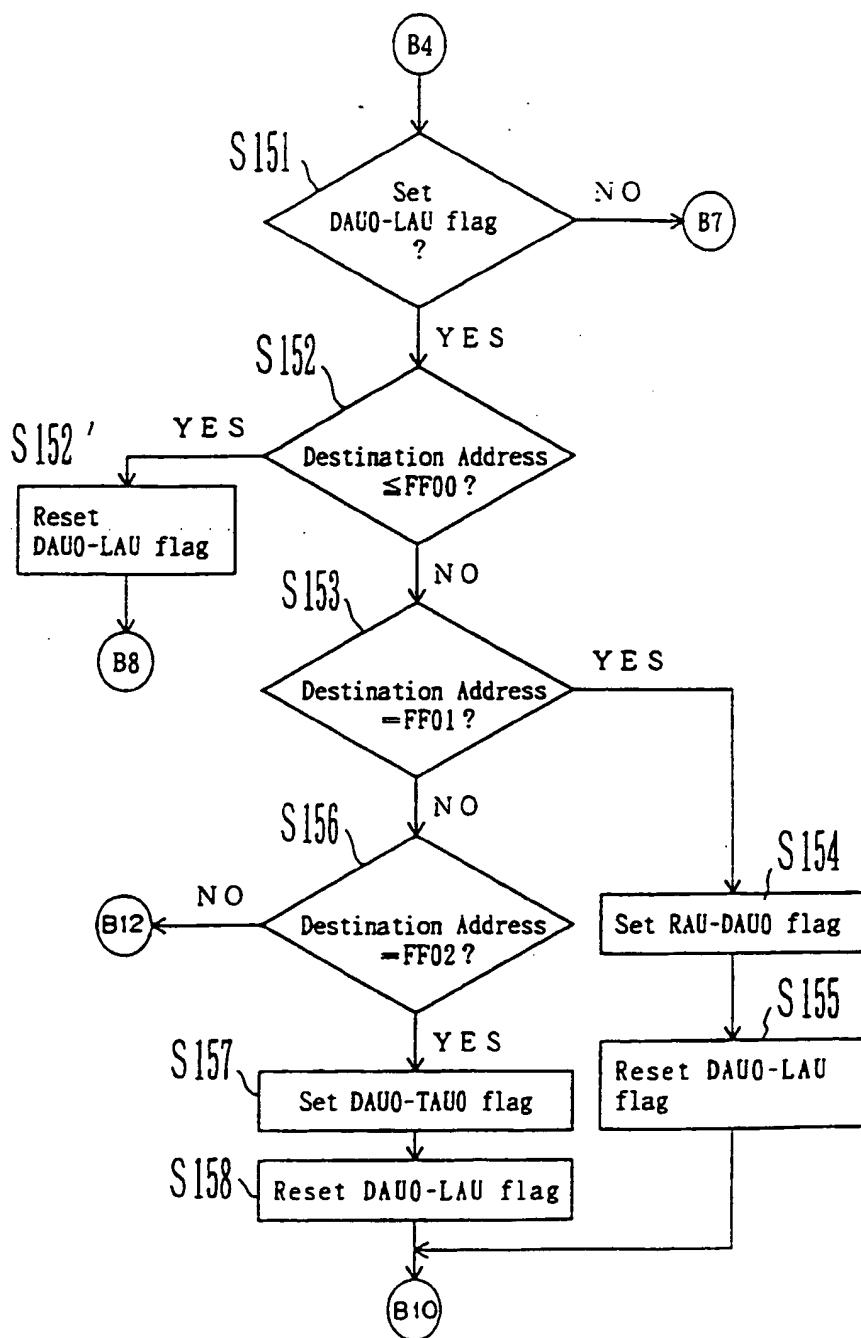 B4
S151
Set
DAU0-LAU flag
?
NO
B7
YES
S152
YES
S152'
Destination Address
≦FF00?
Reset
DAU0-LAU flag
NO
B8
S153
Destination Address
=FF01?
YES
NO
S156
NO
B12
Destination Address
=FF02?
S154
Set RAU-DAU0 flag
YES
S155
Reset DAU0-LAU
flag
S157
Set DAU0-TAU0 flag
S158
Reset DAU0-LAU flag
B10